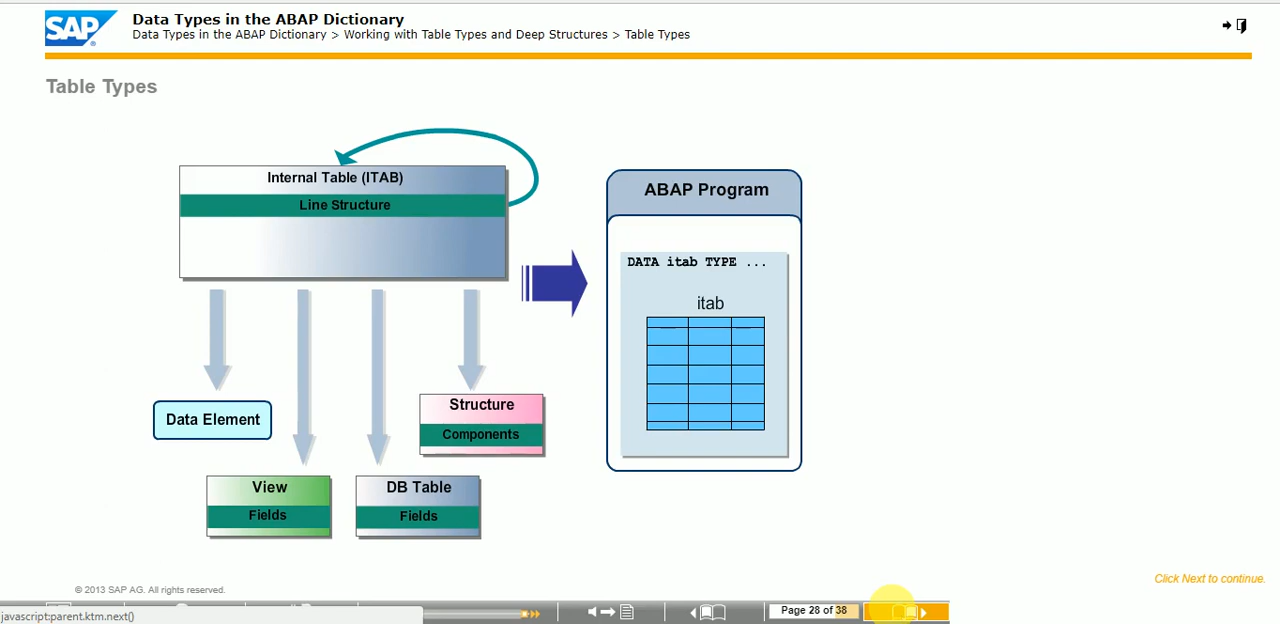 SAP
Data Types in the ABAP Dictionary
Data Types in the ABAP Dictionary > Working with Table Types and Deep Structures > Table Types
Table Types
Internal Table (ITAB)
Line Structure
ABAP Program
DATA itab TYPE ...
itab
Data Element
Structure
Components
View
Fields
DB Table
Fields
Click Next to continue.
© 2013 SAP AG. All rights reserved.
Page 28 of 38
javascript:parent.ktm.next()